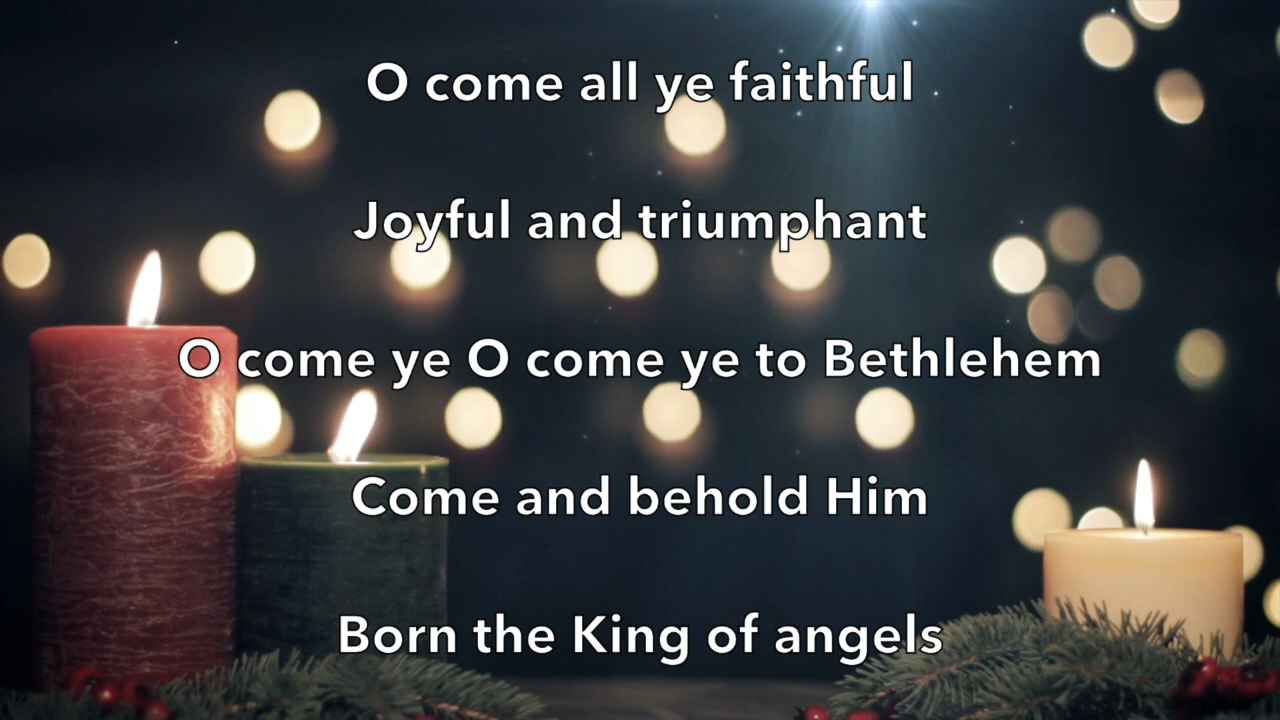 O come all ye faithful
Joyful and triumphant
O come ye O come ye to Bethlehem
Come and behold Him
Born the King of angels